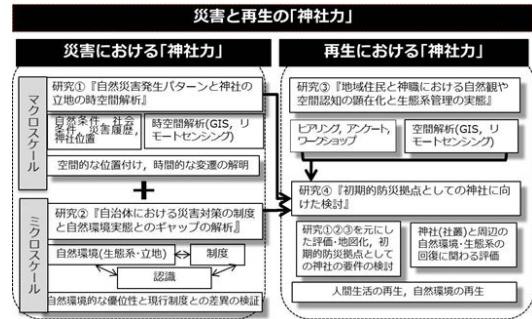 災害と再生の「神社力」
災害における「神社力」
マクロスケール
研究①『自然災害発生パターンと神社の
立地の時空間解析』
自然条件, 社会
条件, 災害履歴,
神社位置
時空間解析(GIS, リ
モートセンシング)
空間的な位置付け, 時間的な変遷の解明
+
ミクロスケール
研究②『自治体における災害対策の制度
と自然環境実態とのギャップの解析』
自然環境(生態系・立地)
制度
認識
自然環境的な優位性と現行制度との差異の検証
再生における「神社力」
研究③『地域住民と神職における自然観や
空間認知の顕在化と生態系管理の実態』
ヒアリング, アンケート,
ワークショップ
空間解析(GIS, リ
モートセンシング)
研究④『初期的防災拠点としての神社に向
けた検討』
研究①②③を元にした
評価・地図化, 初
期的防災拠点として
の神社の要件の検討
神社(社叢)と周辺の
自然環境・生態系の
回復に関わる評価
人間生活の再生, 自然環境の再生